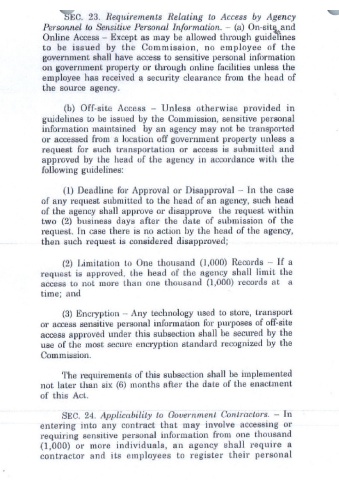 SEC. 23. Requirements Relating to Access by Agency
Personnel to Sensitive Personal Information. – (a) On-site and
Online Access – Except as may be allowed through guidelines
to be issued by the Commission, no employee of the
government shall have access to sensitive personal information
on government property or through online facilities unless the
employee has received a security clearance from the head of
the source agency.
(b) Off-site Access – Unless otherwise provided in
guidelines to be issued by the Commission, sensitive personal
information maintained by an agency may not be transported
or accessed from a location off government property unless a
request for such transportation or access is submitted and
approved by the head of the agency in accordance with the
following guidelines:
(1) Deadline for Approval or Disapproval – In the case
of any request submitted to the head of an agency, such head
of the agency shall approve or disapprove the request within
two (2) business days after the date of submission of the
request. In case there is no action by the head of the agency,
then such request is considered disapproved;
(2) Limitation to One thousand (1,000) Records – If a
request is approved, the head of the agency shall limit the
access to not more than one thousand (1,000) records at a
time; and
(3) Encryption – Any technology used to store, transport
or access sensitive personal information for purposes of off-site
access approved under this subsection shall be secured by the
use of the most secure encryption standard recognized by the
Commission.
The requirements of this subsection shall be implemented
not later than six (6) months after the date of the enactment
of this Act.
SEC. 24. Applicability to Government Contractors. – In
entering into any contract that may involve accessing or
requiring sensitive personal information from one thousand
(1,000) or more individuals, an agency shall require a
contractor and its employees to register their personal